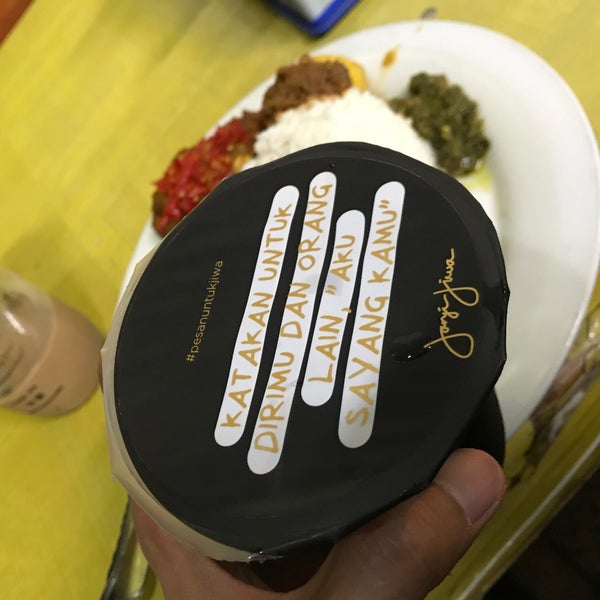 #pesanuntukjiwa
KATAKAN UNTUK
DIRIMU DAN ORANG
LAIN, "AKU
SAYANG KAMU"
Janji Jiwa